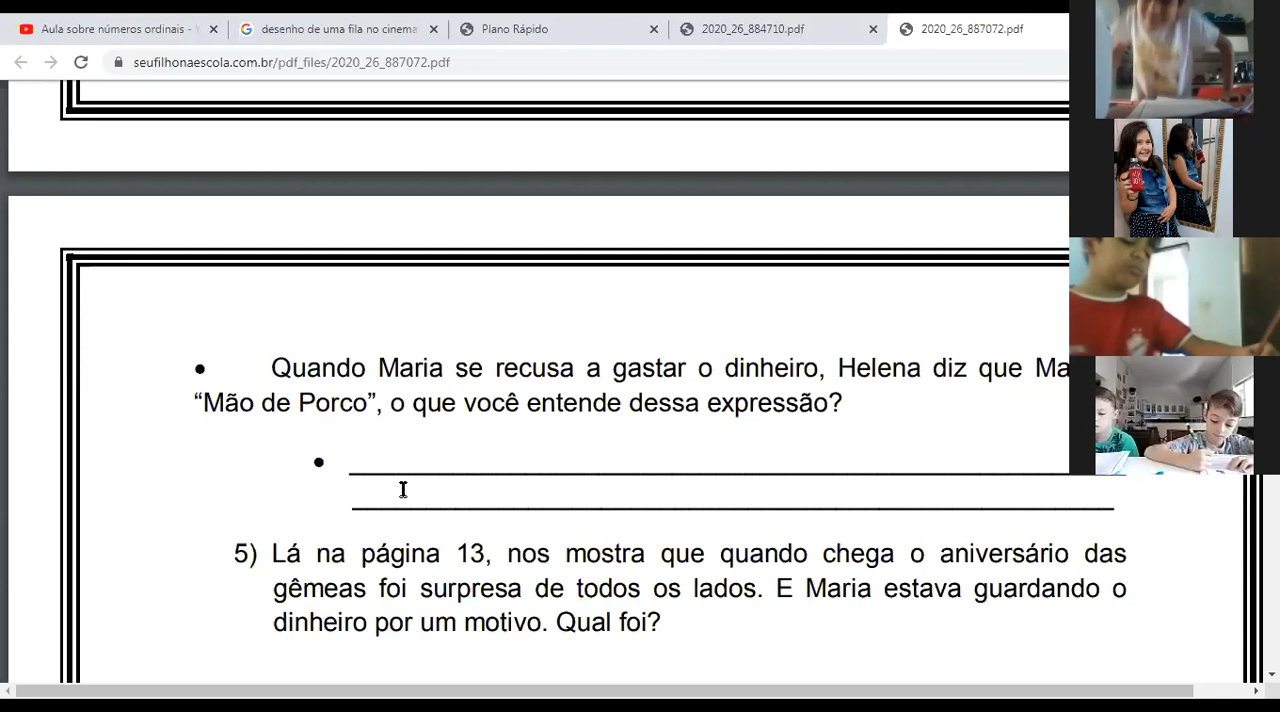 Aula sobre números ordinais -
desenho de uma fila no cinema
Plano Rápido
2020_26_884710.pdf
2020_26_887072.pdf
seufilhonaescola.com.br/pdf_files/2020_26_887072.pdf
• Quando Maria se recusa a gastar o dinheiro, Helena diz que Ma
“Mão de Porco”, o que você entende dessa expressão?
5) Lá na página 13, nos mostra que quando chega o aniversário das
gêmeas foi surpresa de todos os lados. E Maria estava guardando o
dinheiro por um motivo. Qual foi?